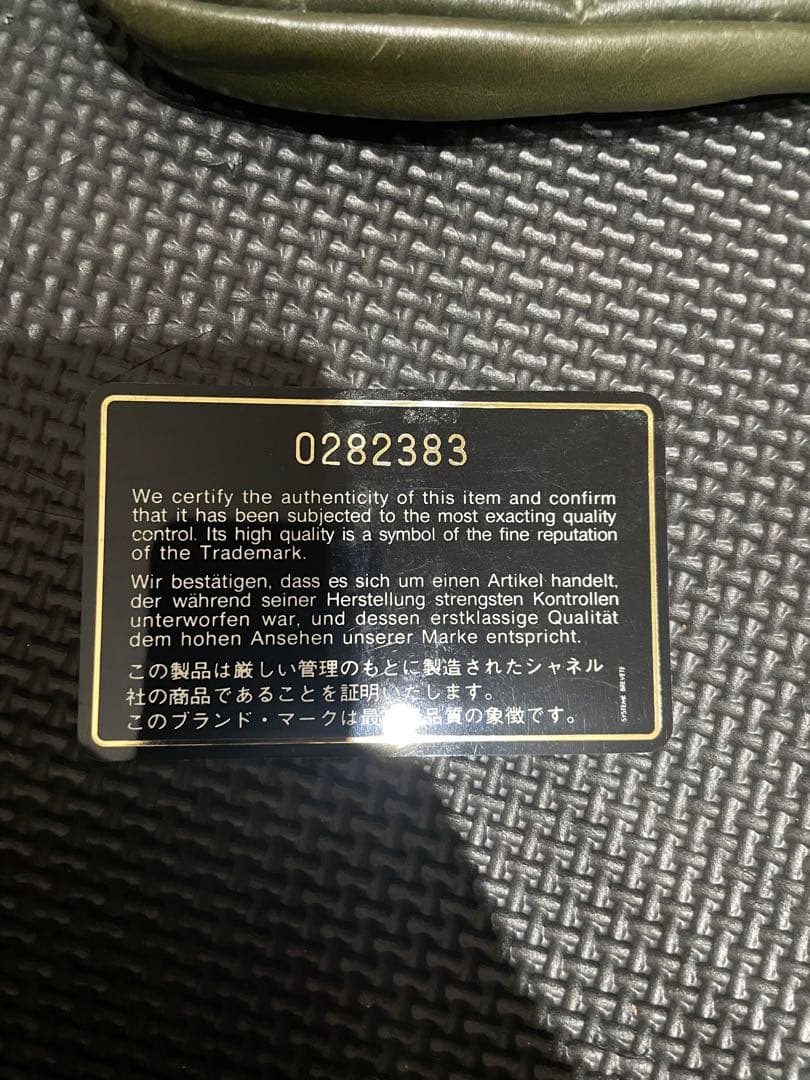 0282383
We certify the authenticity of this item and confirm
that it has been subjected to the most exacting quality
control. Its high quality is a symbol of the fine reputation
of the Trademark.
Wir bestätigen, dass es sich um einen Artikel handelt,
der während seiner Herstellung strengsten Kontrollen
unterworfen war, und dessen erstklassige Qualität
dem hohen Ansehen unserer Marke entspricht.
この製品は厳しい管理のもとに製造されたシャネル
社の商品であることを証明いたします。
このブランド・マークは最品質の象徴です。
SYSTEME BREVETE